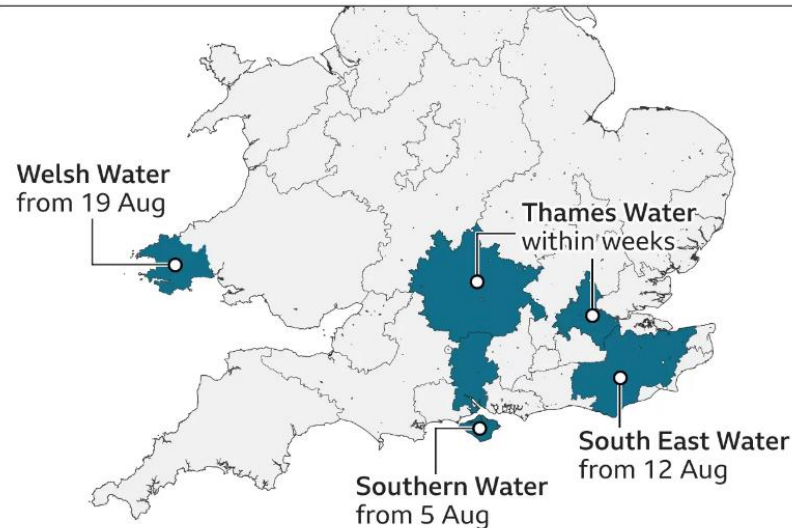 Welsh Water
from 19 Aug
Thames Water
within weeks
South East Water
from 12 Aug
Southern Water
from 5 Aug